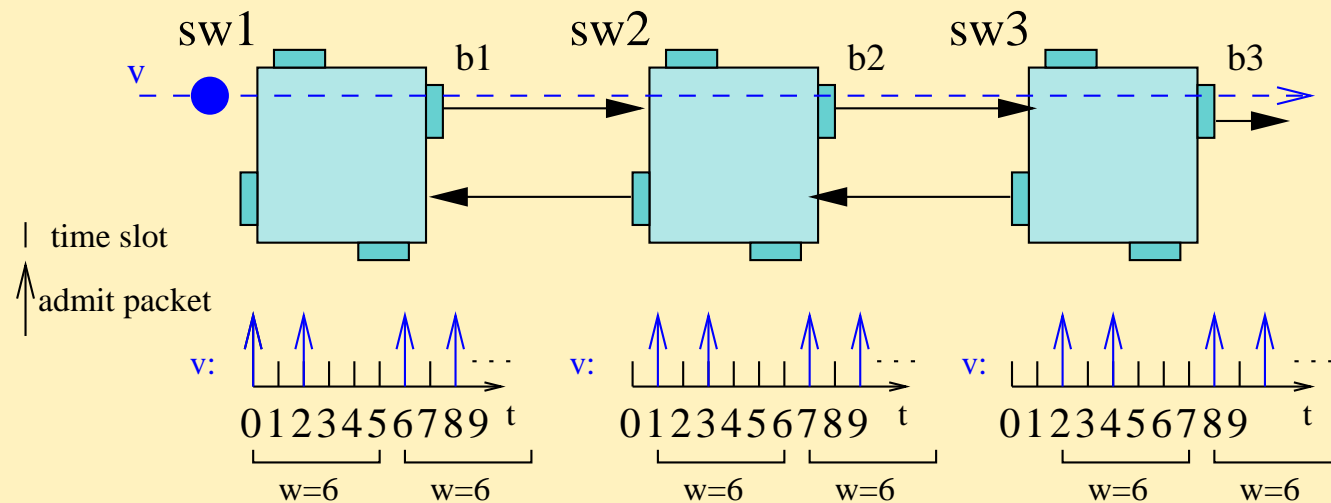 sw1 sw2 sw3
v b1 b2 b3
time slot
admit packet
v: ···· v: ···· v: ····
0123456789 t 0123456789 t 0123456789 t
w=6 w=6 w=6 w=6 w=6 w=6